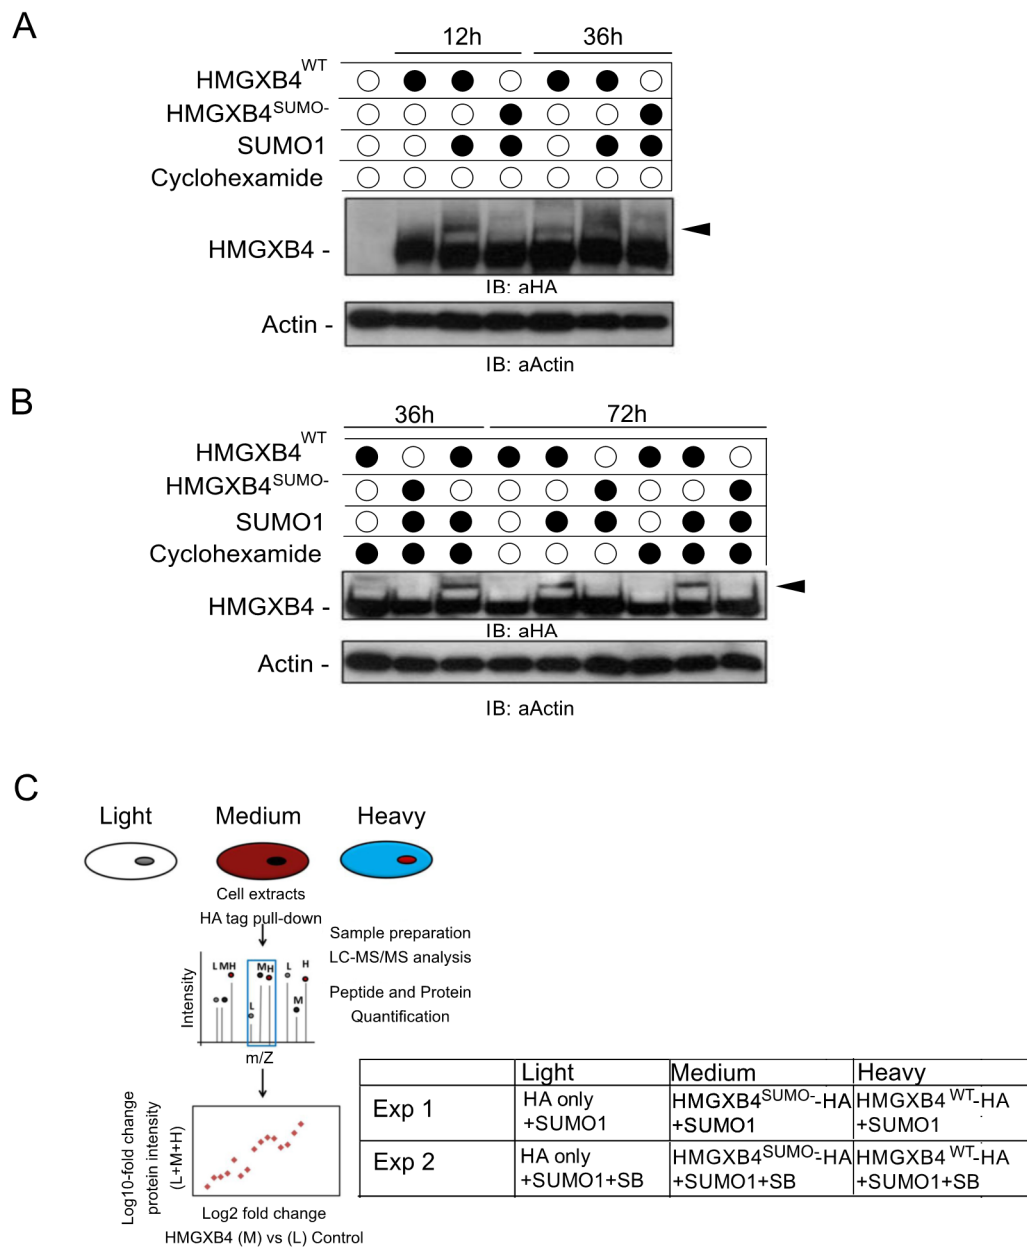 A
12h 36h
HMGXB4WT
HMGXB4SUMO-
SUMO1
Cyclohexamide
HMGXB4 -
IB: aHA
Actin -
IB: aActin
B
36h 72h
HMGXB4WT
HMGXB4SUMO-
SUMO1
Cyclohexamide
HMGXB4 -
IB: aHA
Actin -
IB: aActin
C
Light Medium Heavy
Cell extracts
HA tag pull-down
Sample preparation
LC-MS/MS analysis
Peptide and Protein
Quantification
Intensity
L M H M H L H
L M
m/Z
Log10-fold change
protein intensity
(L+M+H)
Log2 fold change
HMGXB4 (M) vs (L) Control
Light Medium Heavy
Exp 1 HA only HMGXB4SUMO--HA HMGXB4WT-HA
+SUMO1 +SUMO1 +SUMO1
Exp 2 HA only HMGXB4SUMO--HA HMGXB4WT-HA
+SUMO1+SB +SUMO1+SB +SUMO1+SB